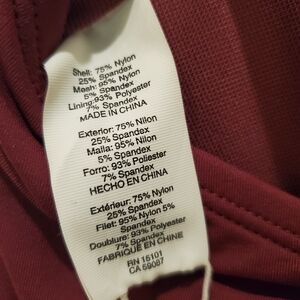 Shell: 75% Nylon
25% Spandex
Mesh: 95% Nylon
5% Spandex
Lining: 93% Polyester
7% Spandex
MADE IN CHINA
Exterior: 75% Nilon
25% Spandex
Malla: 95% Nilon
5% Spandex
Forro: 93% Poliester
7% Spandex
HECHO EN CHINA
Extérieur: 75% Nylon
25% Spandex
Filet: 95% Nylon 5%
Spandex
Doublure: 93% Polyester
7% Spandex
FABRIQUÉ EN CHINE
RN 15101
CA 59087